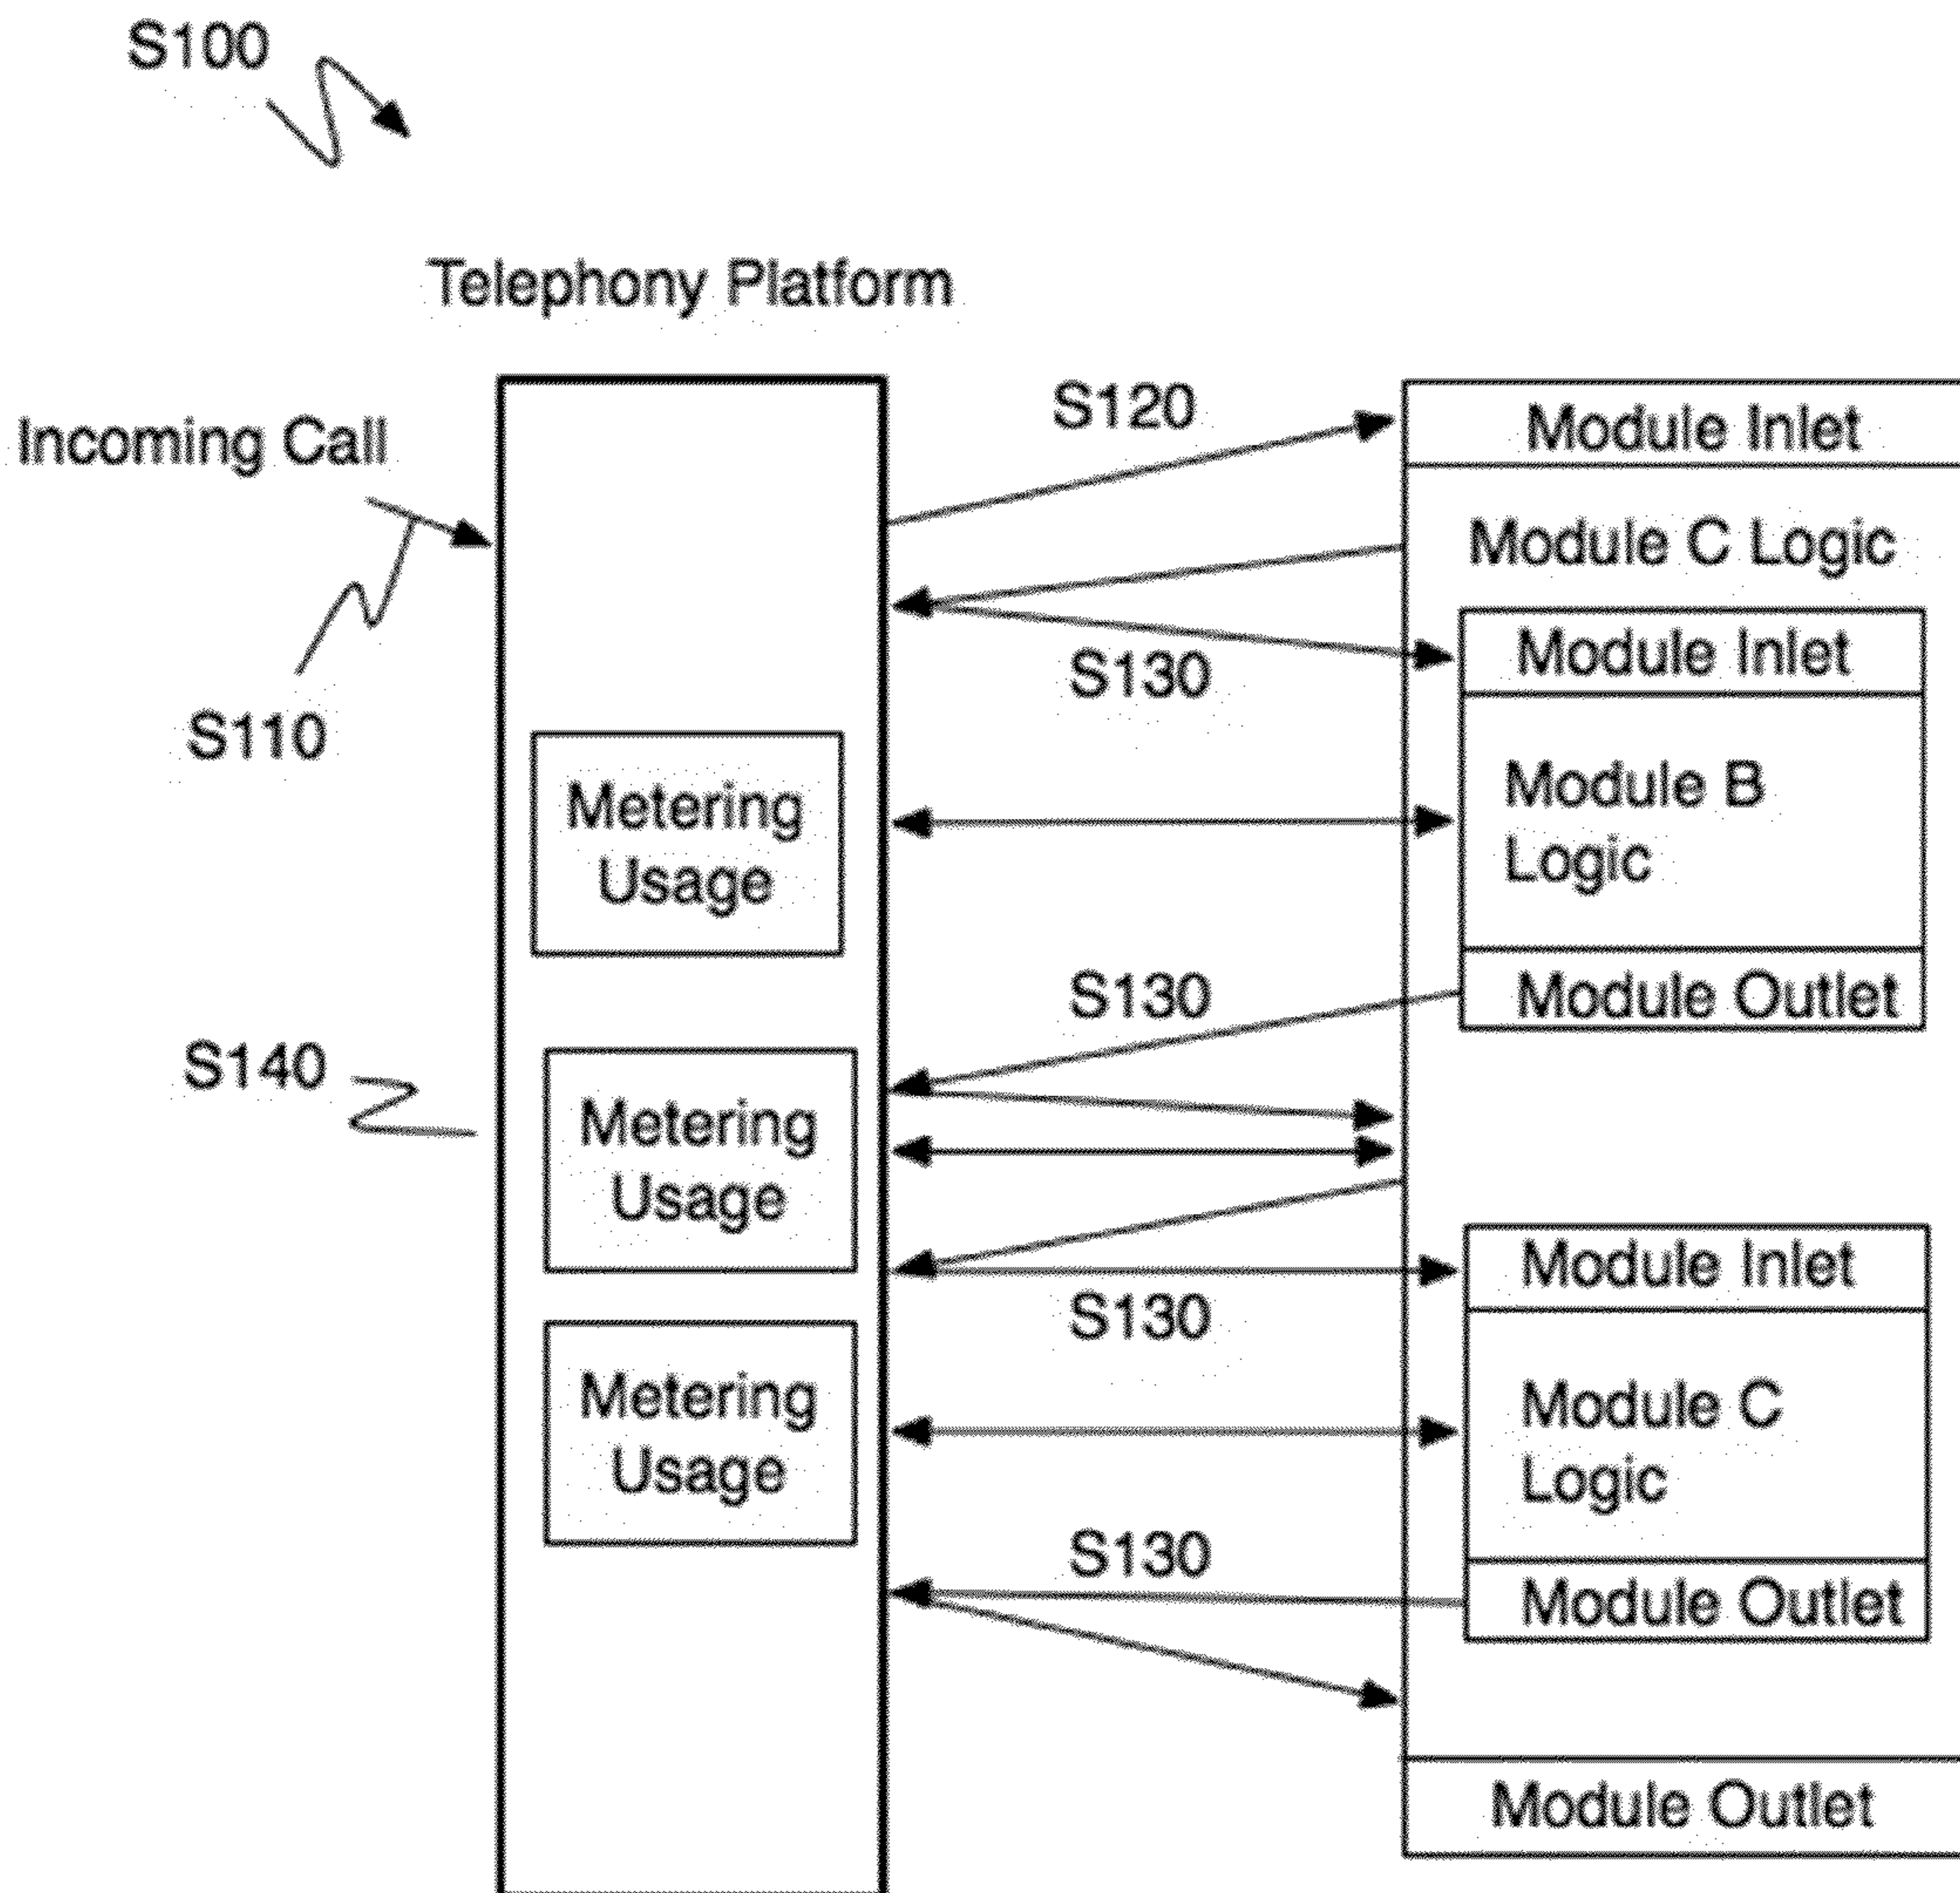 S100
Telephony Platform
Incoming Call
S120
Module Inlet
Module C Logic
Module Inlet
S130
S110
Metering
Usage
Module B
Logic
S130
Module Outlet
S140
Metering
Usage
Module Inlet
S130
Metering
Usage
Module C
Logic
S130
Module Outlet
Module Outlet